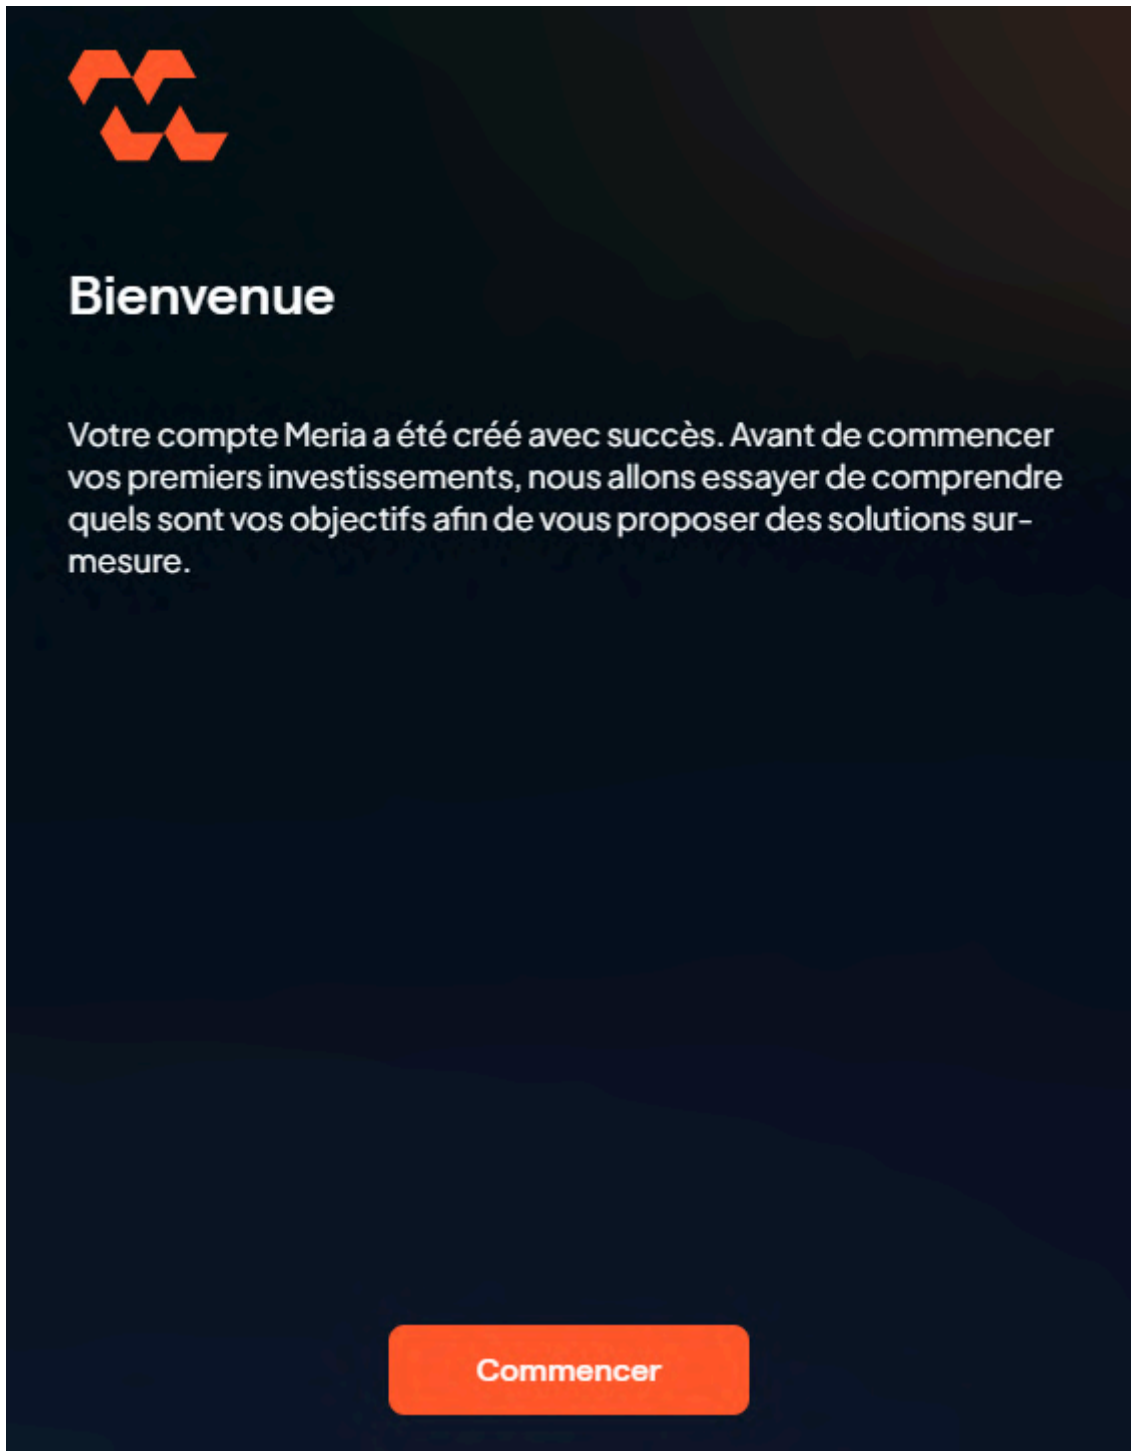 Bienvenue
Votre compte Meria a été créé avec succès. Avant de commencer
vos premiers investissements, nous allons essayer de comprendre
quels sont vos objectifs afin de vous proposer des solutions sur-
mesure.
Commencer